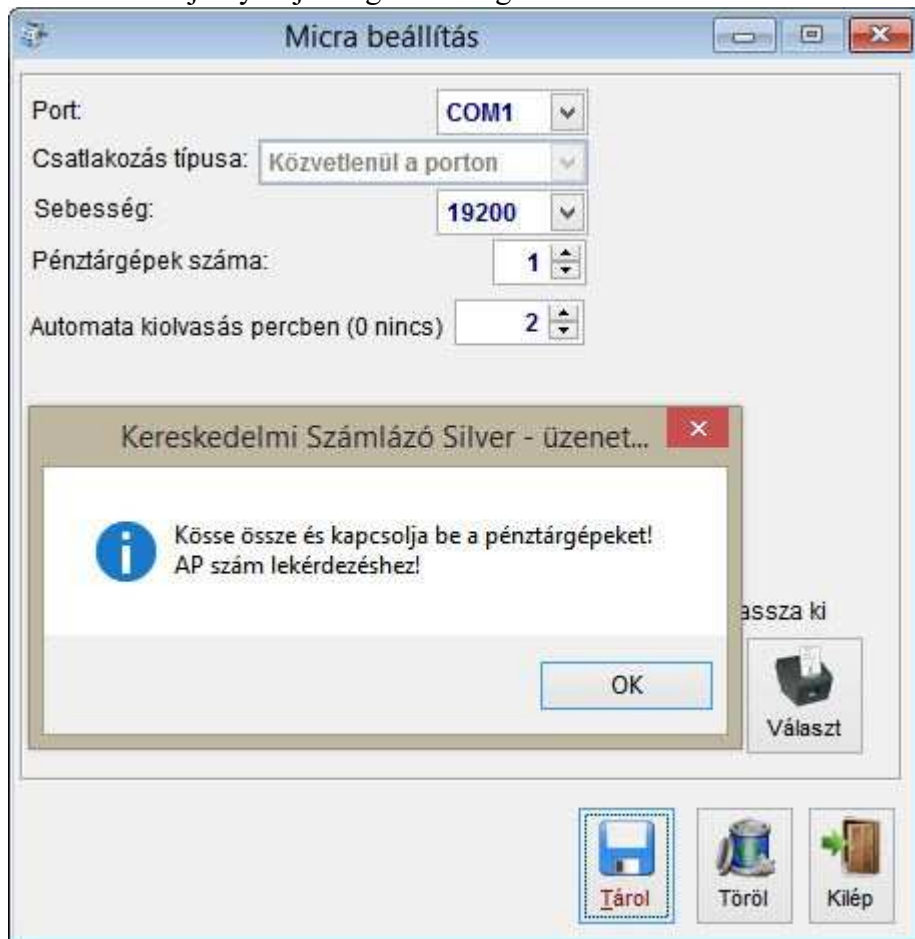 Micra beállítás
Port: COM1
Csatlakozás típusa: Közvetlenül a porton
Sebesség: 19200
Pénztárgépek száma: 1
Automata kiolvasás percben (0 nincs) 2
Kereskedelmi Számlázó Silver - üzenet...
Kösse össze és kapcsolja be a pénztárgépeket!
AP szám lekérdezéshez!
OK
assza ki
Választ
Tárol Töröl Kilép